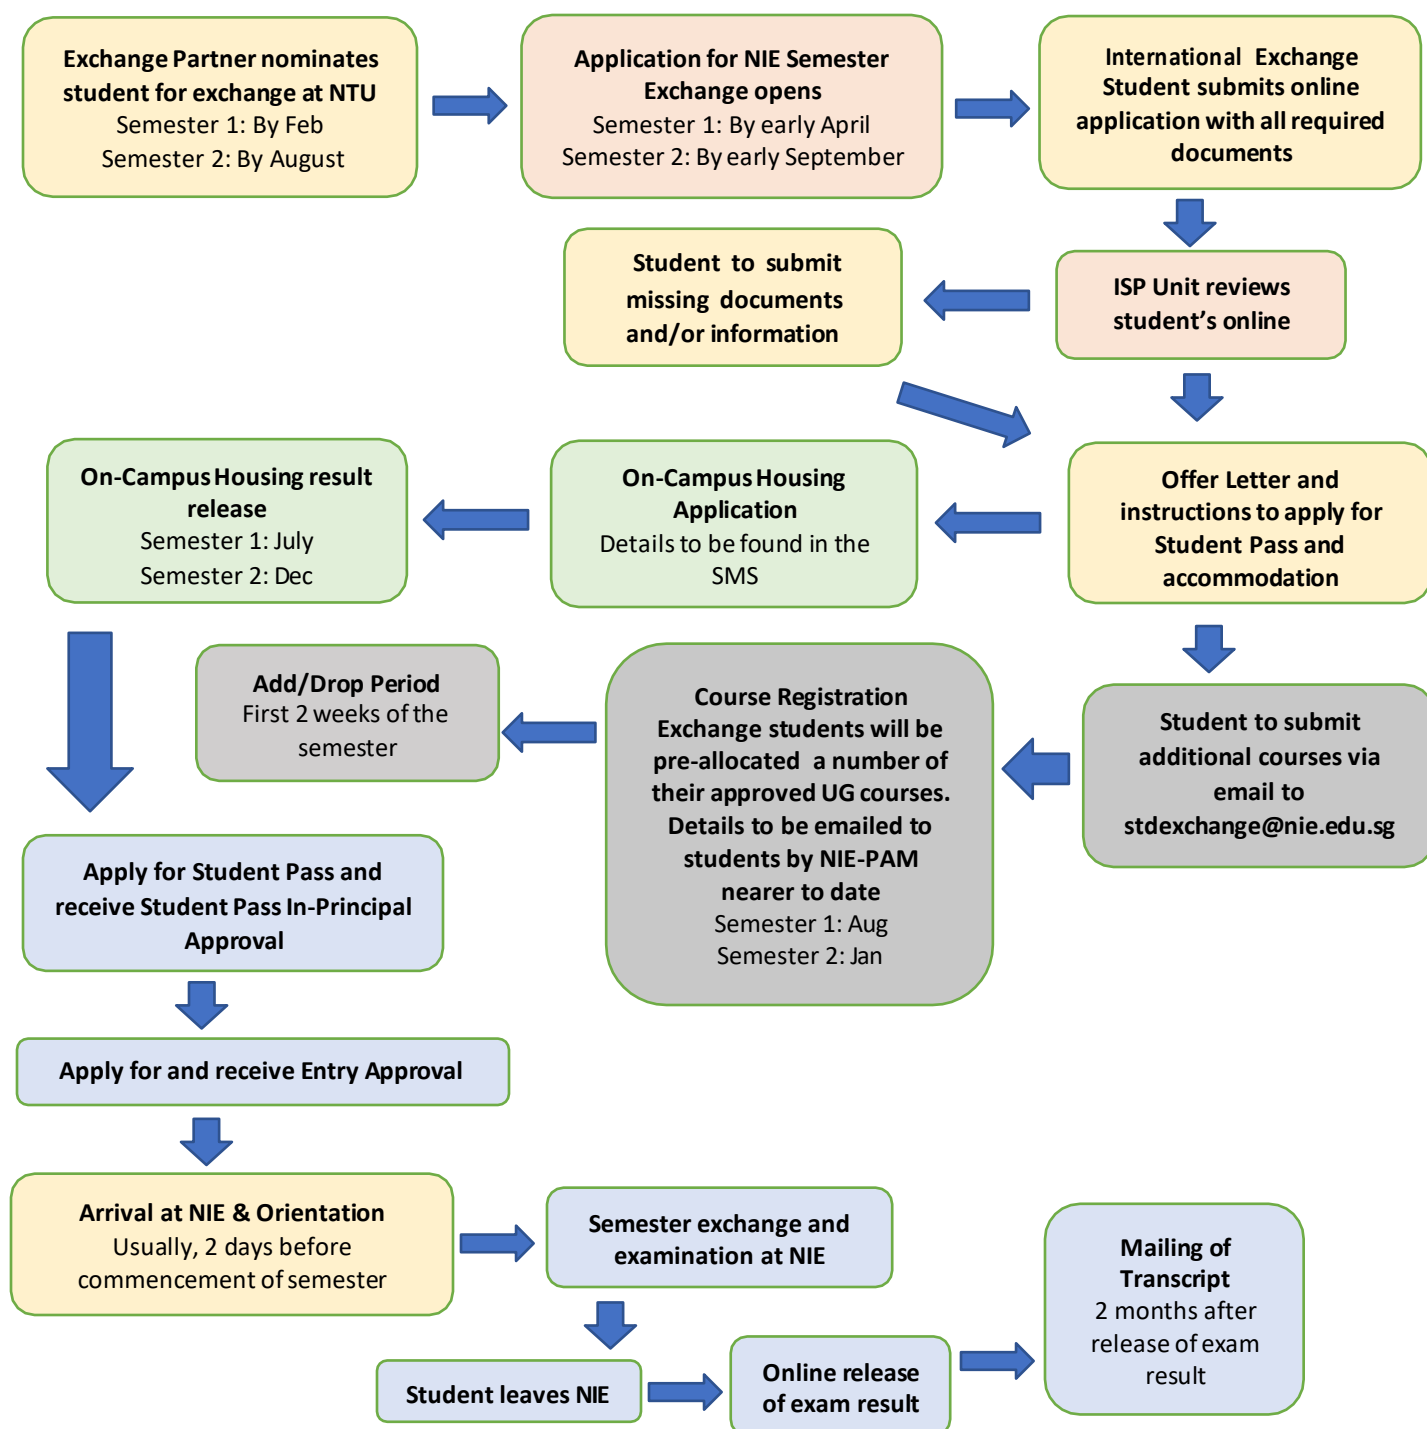 Exchange Partner nominates
student for exchange at NTU
Semester 1: By Feb
Semester 2: By August
Application for NIE Semester
Exchange opens
Semester 1: By early April
Semester 2: By early September
International Exchange
Student submits online
application with all required
documents
Student to submit
missing documents
and/or information
ISP Unit reviews
student’s online
On-Campus Housing result
release
Semester 1: July
Semester 2: Dec
On-Campus Housing
Application
Details to be found in the
SMS
Offer Letter and
instructions to apply for
Student Pass and
accommodation
Add/Drop Period
First 2 weeks of the
semester
Course Registration
Exchange students will be
pre-allocated a number of
their approved UG courses.
Details to be emailed to
students by NIE-PAM
nearer to date
Semester 1: Aug
Semester 2: Jan
Student to submit
additional courses via
email to
stdexchange@nie.edu.sg
Apply for Student Pass and
receive Student Pass In-Principal
Approval
Apply for and receive Entry Approval
Arrival at NIE & Orientation
Usually, 2 days before
commencement of semester
Semester exchange and
examination at NIE
Mailing of
Transcript
2 months after
release of exam
result
Student leaves NIE
Online release
of exam result